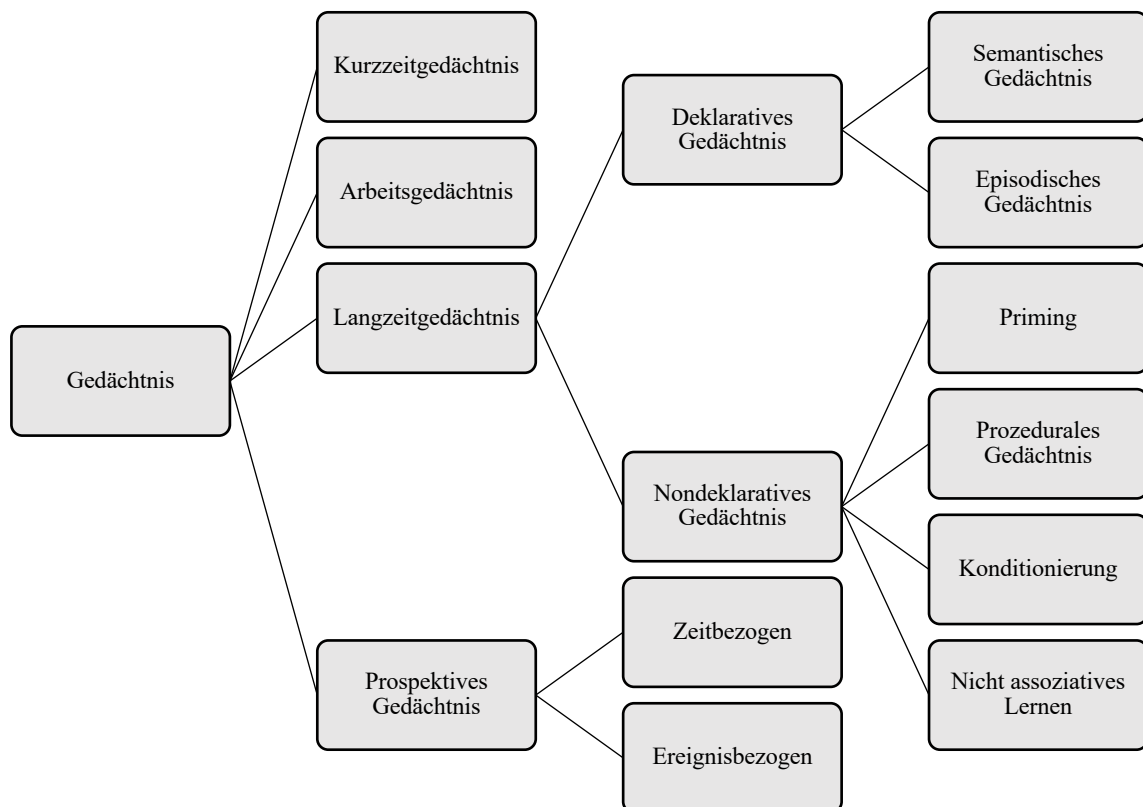 Kurzzeitgedächtnis
Arbeitsgedächtnis
Langzeitgedächtnis
Gedächtnis
Prospektives
Gedächtnis
Deklaratives
Gedächtnis
Nondeklaratives
Gedächtnis
Zeitbezogen
Ereignisbezogen
Semantisches
Gedächtnis
Episodisches
Gedächtnis
Priming
Prozedurales
Gedächtnis
Konditionierung
Nicht assoziatives
Lernen